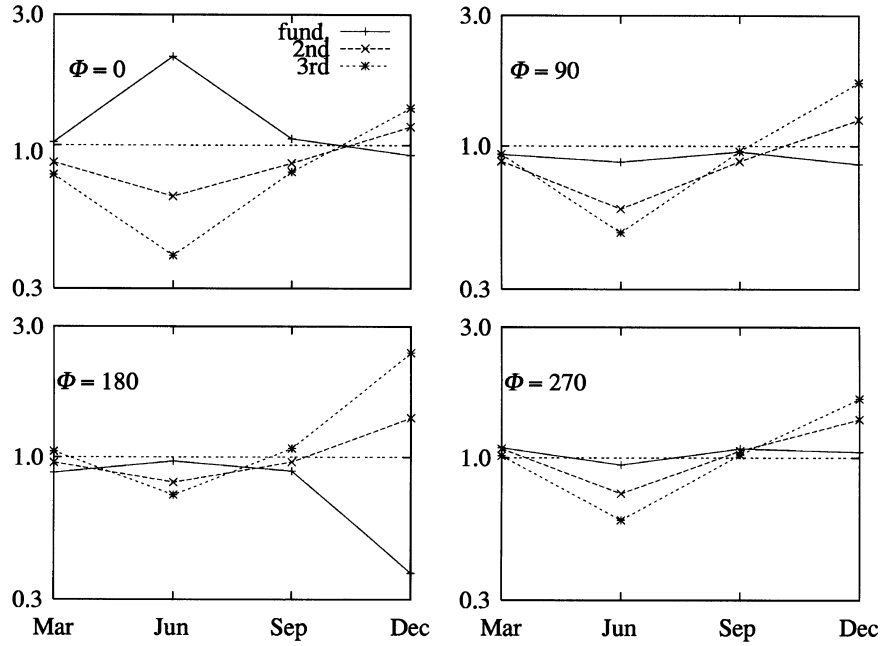 3.0
1.0
0.3
Φ = 0
fund.
2nd
3rd
3.0
1.0
0.3
Φ = 90
3.0
1.0
0.3
Φ = 180
Mar Jun Sep Dec
3.0
1.0
0.3
Φ = 270
Mar Jun Sep Dec